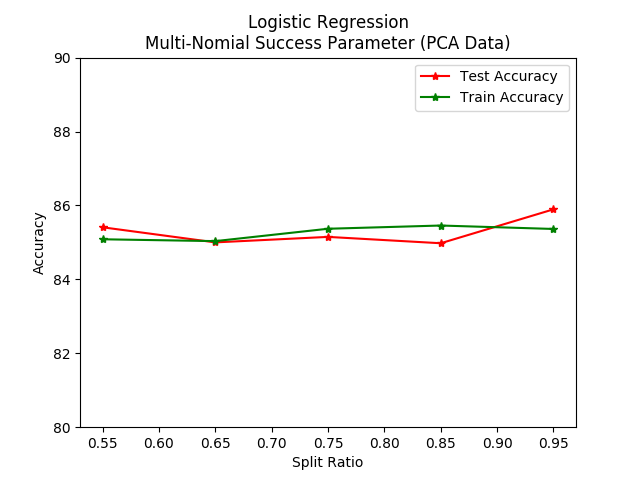 Logistic Regression
Multi-Nomial Success Parameter (PCA Data)
Test Accuracy
Train Accuracy
Accuracy
90
88
86
84
82
80
0.55 0.60 0.65 0.70 0.75 0.80 0.85 0.90 0.95
Split Ratio